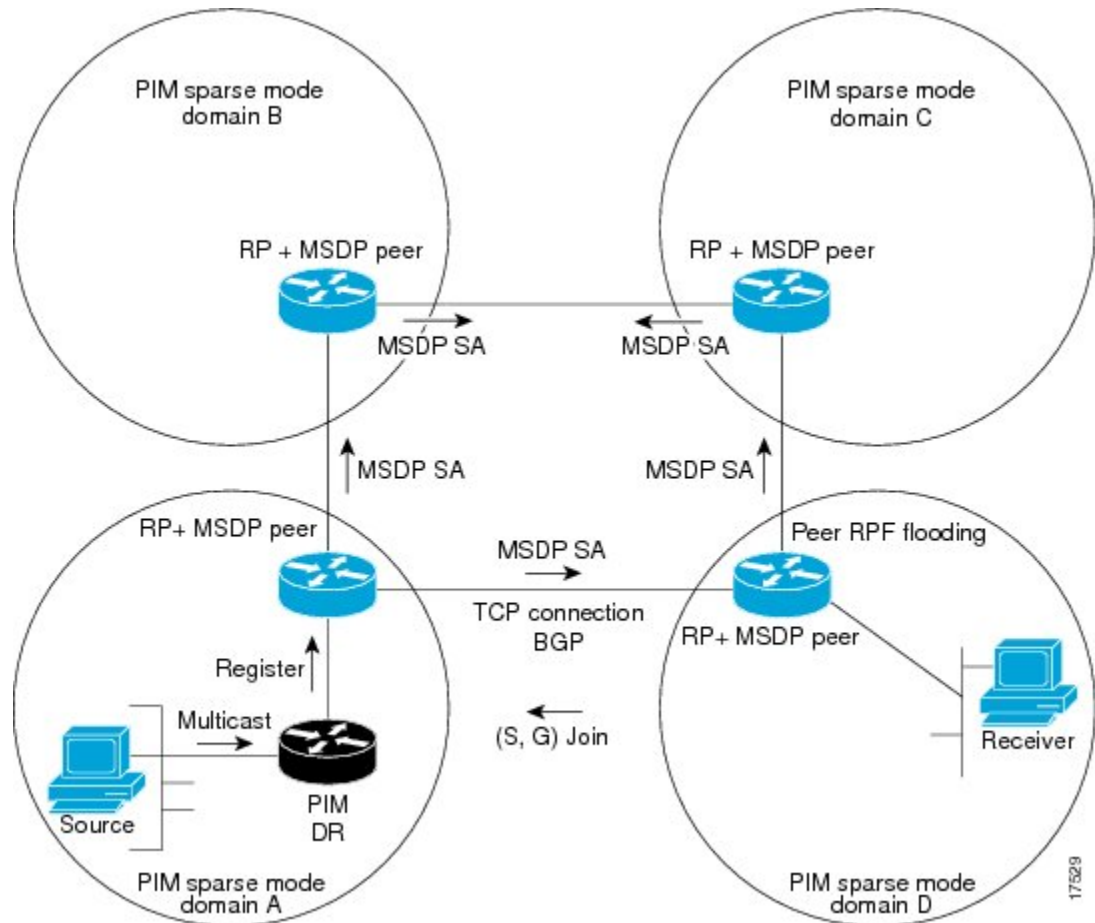 PIM sparse mode
domain B
PIM sparse mode
domain C
RP + MSDP peer
RP + MSDP peer
MSDP SA
MSDP SA
MSDP SA
MSDP SA
RP+ MSDP peer
Peer RPF flooding
MSDP SA
TCP connection
BGP
RP+ MSDP peer
Register
Multicast
(S, G) Join
Receiver
Source
PIM
DR
PIM sparse mode
domain A
PIM sparse mode
domain D
17529